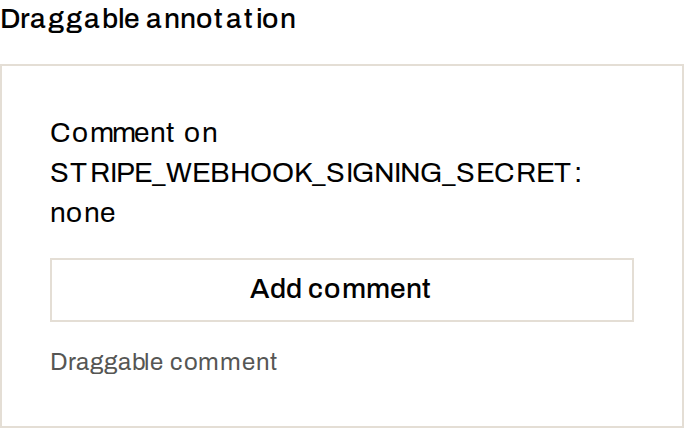 Draggable annotation
Comment on
STRIPE_WEBHOOK_SIGNING_SECRET:
none
Add comment
Draggable comment